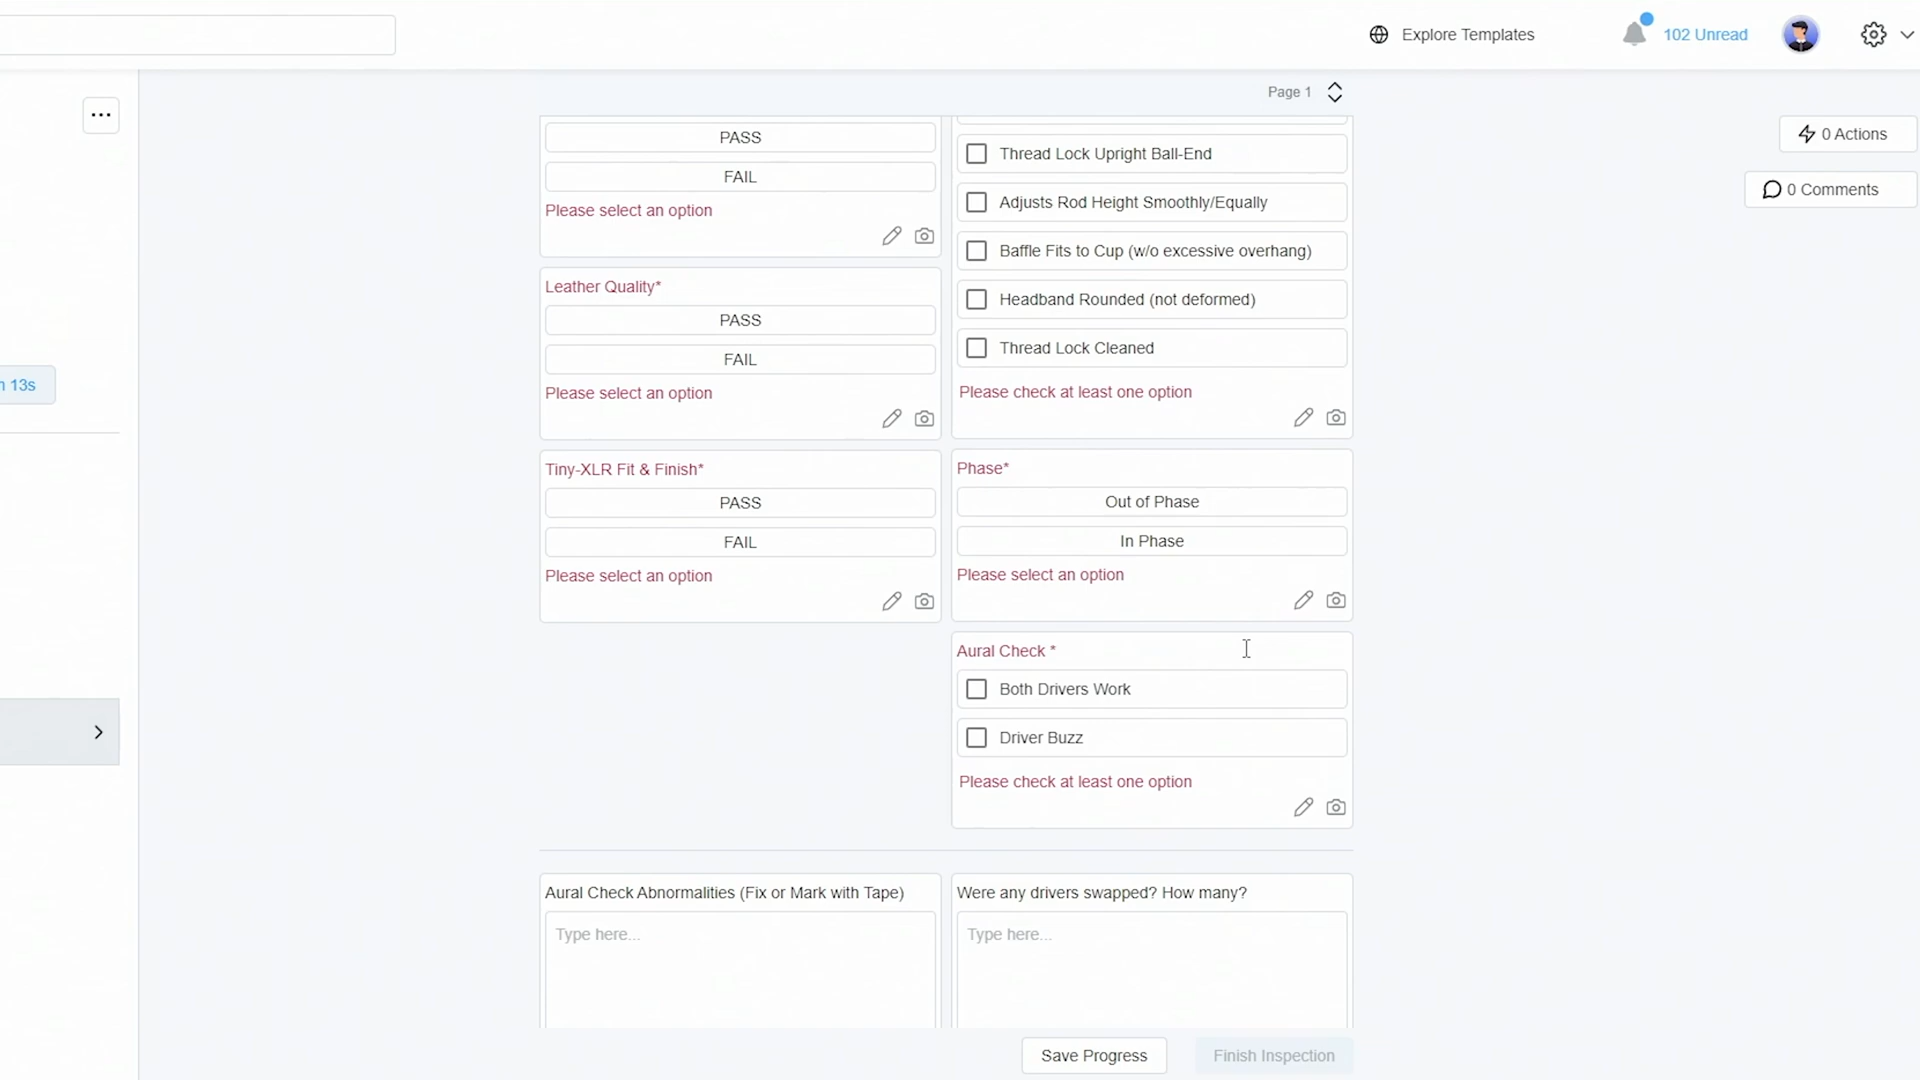 Explore Templates
102 Unread
Page 1
0 Actions
0 Comments
13s
PASS
FAIL
Please select an option
Leather Quality*
PASS
FAIL
Please select an option
Tiny-XLR Fit & Finish*
PASS
FAIL
Please select an option
Thread Lock Upright Ball-End
Adjusts Rod Height Smoothly/Equally
Baffle Fits to Cup (w/o excessive overhang)
Headband Rounded (not deformed)
Thread Lock Cleaned
Please check at least one option
Phase*
Out of Phase
In Phase
Please select an option
Aural Check *
Both Drivers Work
Driver Buzz
Please check at least one option
Aural Check Abnormalities (Fix or Mark with Tape)
Type here...
Were any drivers swapped? How many?
Type here...
Save Progress
Finish Inspection